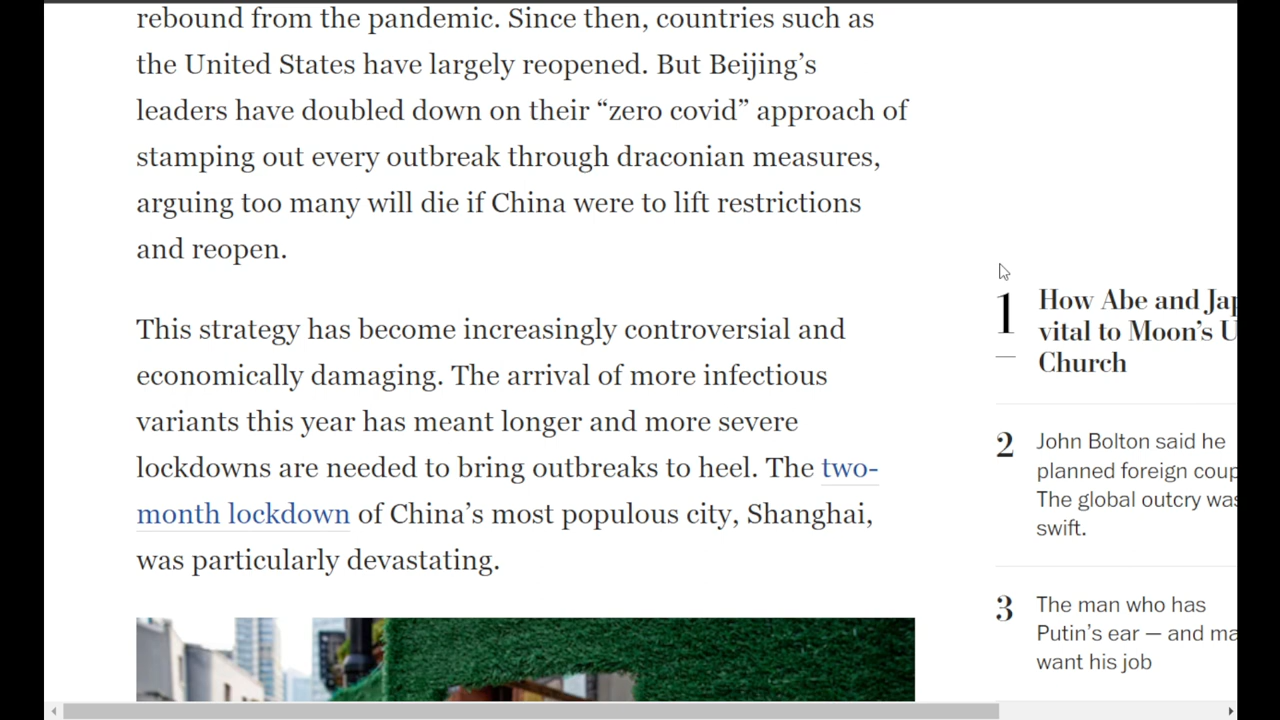 rebound from the pandemic. Since then, countries such as
the United States have largely reopened. But Beijing’s
leaders have doubled down on their “zero covid” approach of
stamping out every outbreak through draconian measures,
arguing too many will die if China were to lift restrictions
and reopen.
This strategy has become increasingly controversial and
economically damaging. The arrival of more infectious
variants this year has meant longer and more severe
lockdowns are needed to bring outbreaks to heel. The two-
month lockdown of China’s most populous city, Shanghai,
was particularly devastating.
1
How Abe and
vital to Moon’s
Church
2
John Bolton said he
planned foreign
The global outcry
swift.
3
The man who has
Putin’s ear — and
want his job